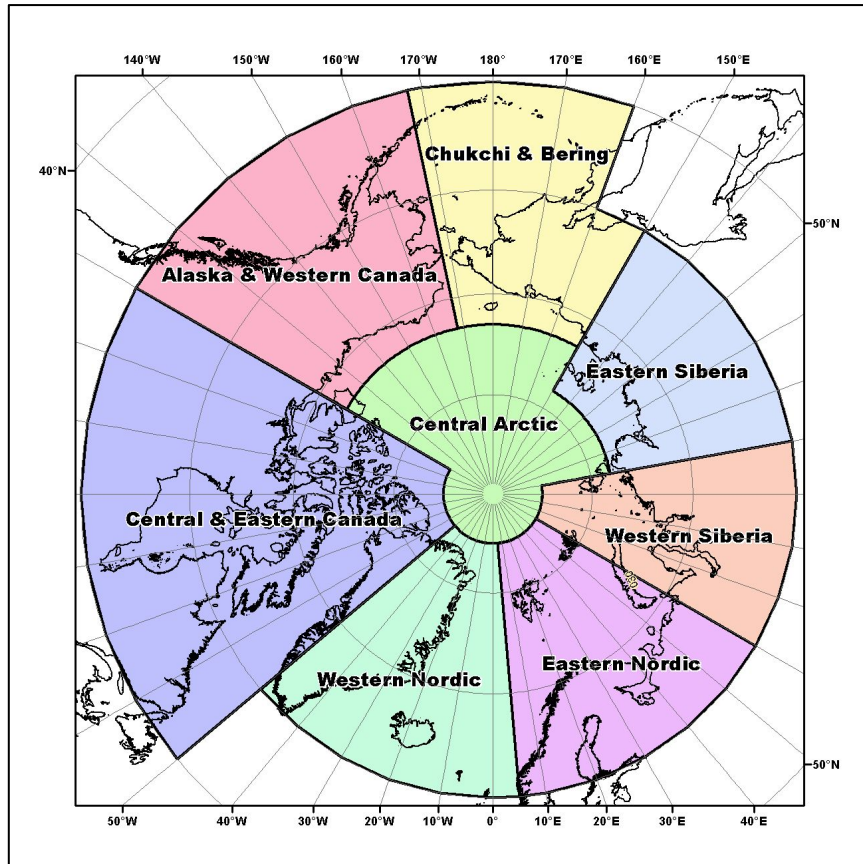 140°W 150°W 160°W 170°W 180° 170°E 160°E 150°E
Chukchi & Bering
40°N
50°N
Alaska & Western Canada
Eastern Siberia
Central Arctic
Central & Eastern Canada
Western Siberia
Eastern Nordic
Western Nordic
50°N
50°W 40°W 30°W 20°W 10°W 0° 10°E 20°E 30°E 40°E